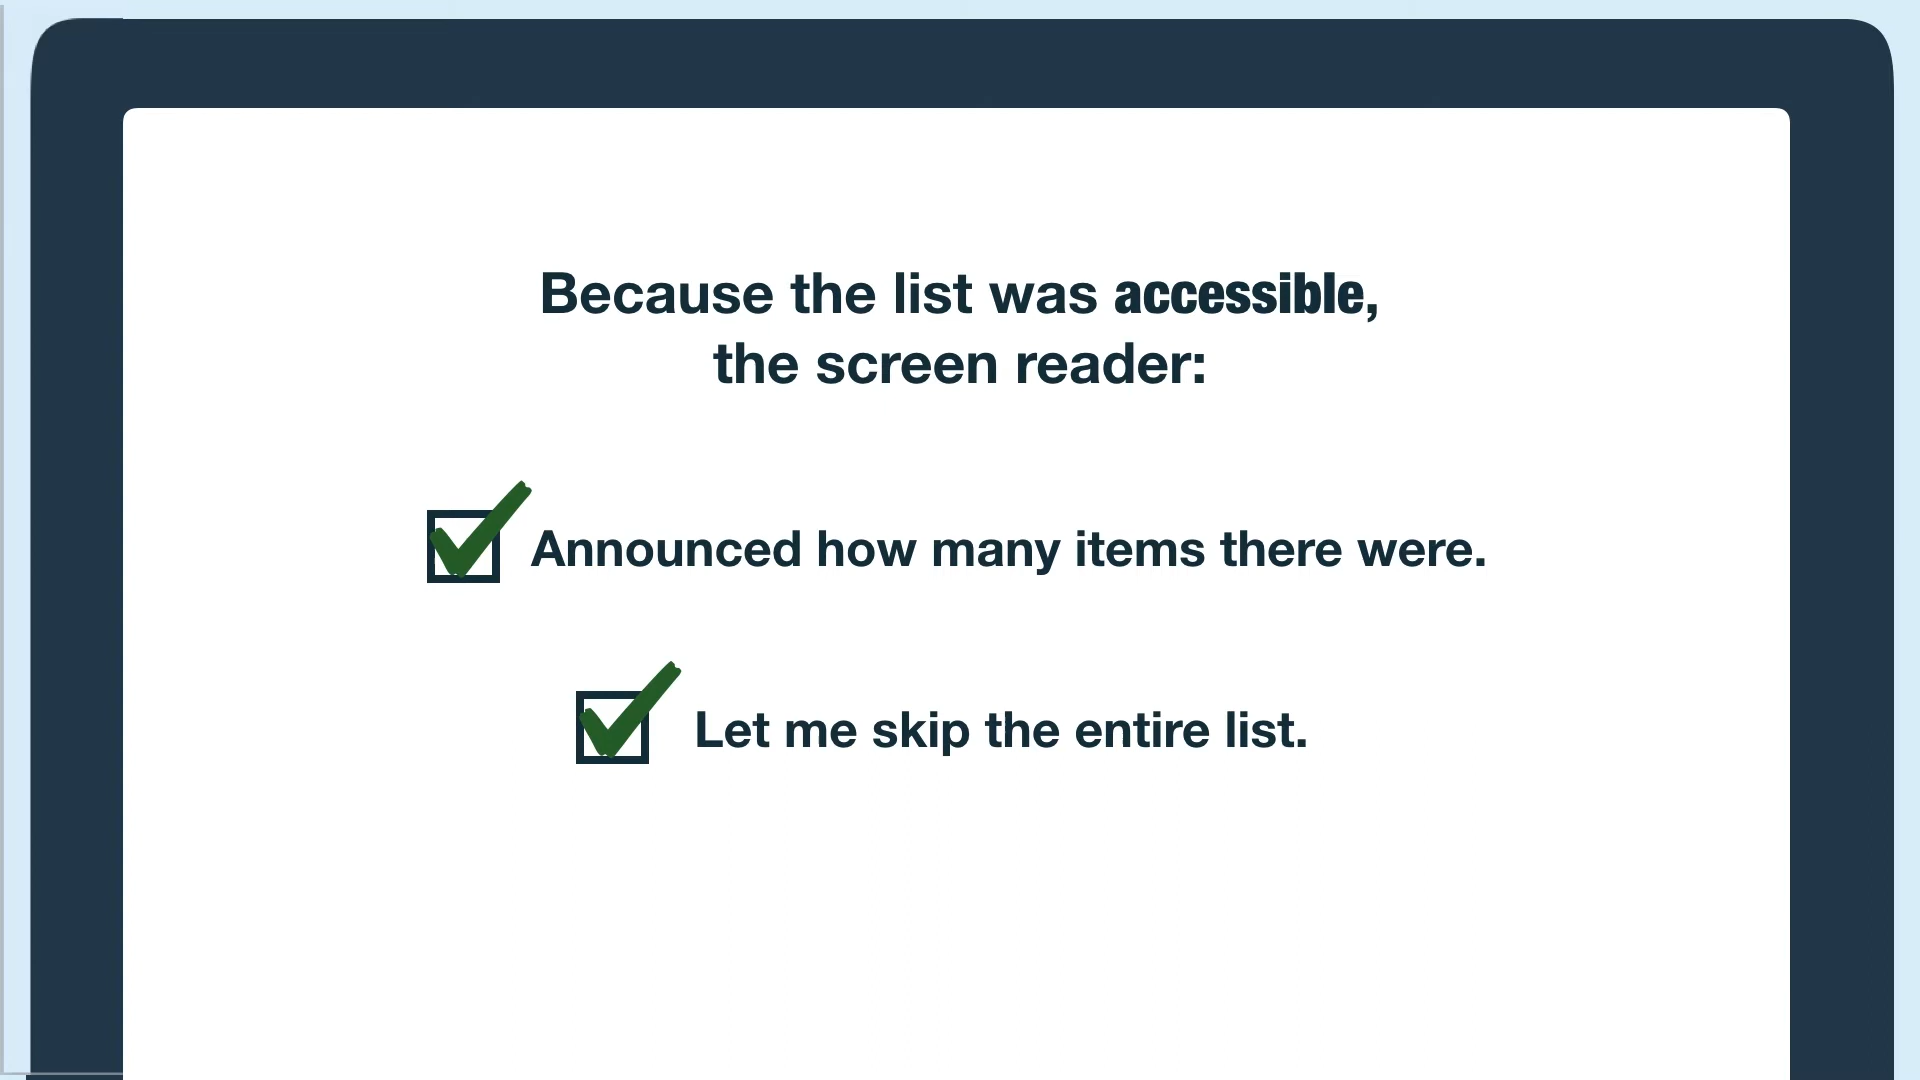 Because the list was accessible,
the screen reader:
Announced how many items there were.
Let me skip the entire list.